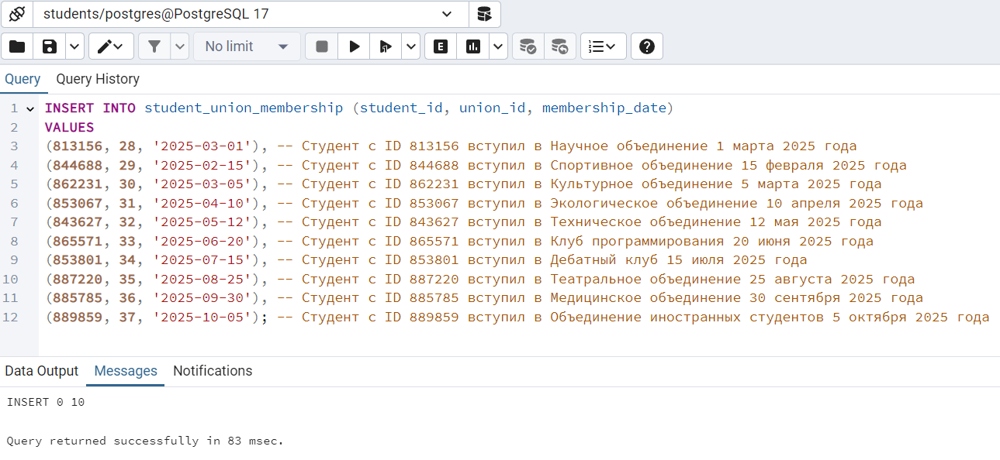 students/postgres@PostgreSQL 17
No limit
E
Query Query History
1 INSERT INTO student_union_membership (student_id, union_id, membership_date)
2 VALUES
3 (813156, 28, '2025-03-01'), -- Студент с ID 813156 вступил в Научное объединение 1 марта 2025 года
4 (844688, 29, '2025-02-15'), -- Студент с ID 844688 вступил в Спортивное объединение 15 февраля 2025 года
5 (862231, 30, '2025-03-05'), -- Студент с ID 862231 вступил в Культурное объединение 5 марта 2025 года
6 (853067, 31, '2025-04-10'), -- Студент с ID 853067 вступил в Экологическое объединение 10 апреля 2025 года
7 (843627, 32, '2025-05-12'), -- Студент с ID 843627 вступил в Техническое объединение 12 мая 2025 года
8 (865571, 33, '2025-06-20'), -- Студент с ID 865571 вступил в Клуб программирования 20 июня 2025 года
9 (853801, 34, '2025-07-15'), -- Студент с ID 853801 вступил в Дебатный клуб 15 июля 2025 года
10 (887220, 35, '2025-08-25'), -- Студент с ID 887220 вступил в Театральное объединение 25 августа 2025 года
11 (885785, 36, '2025-09-30'), -- Студент с ID 885785 вступил в Медицинское объединение 30 сентября 2025 года
12 (889859, 37, '2025-10-05'); -- Студент с ID 889859 вступил в Объединение иностранных студентов 5 октября 2025 года
Data Output Messages Notifications
INSERT 0 10
Query returned successfully in 83 msec.